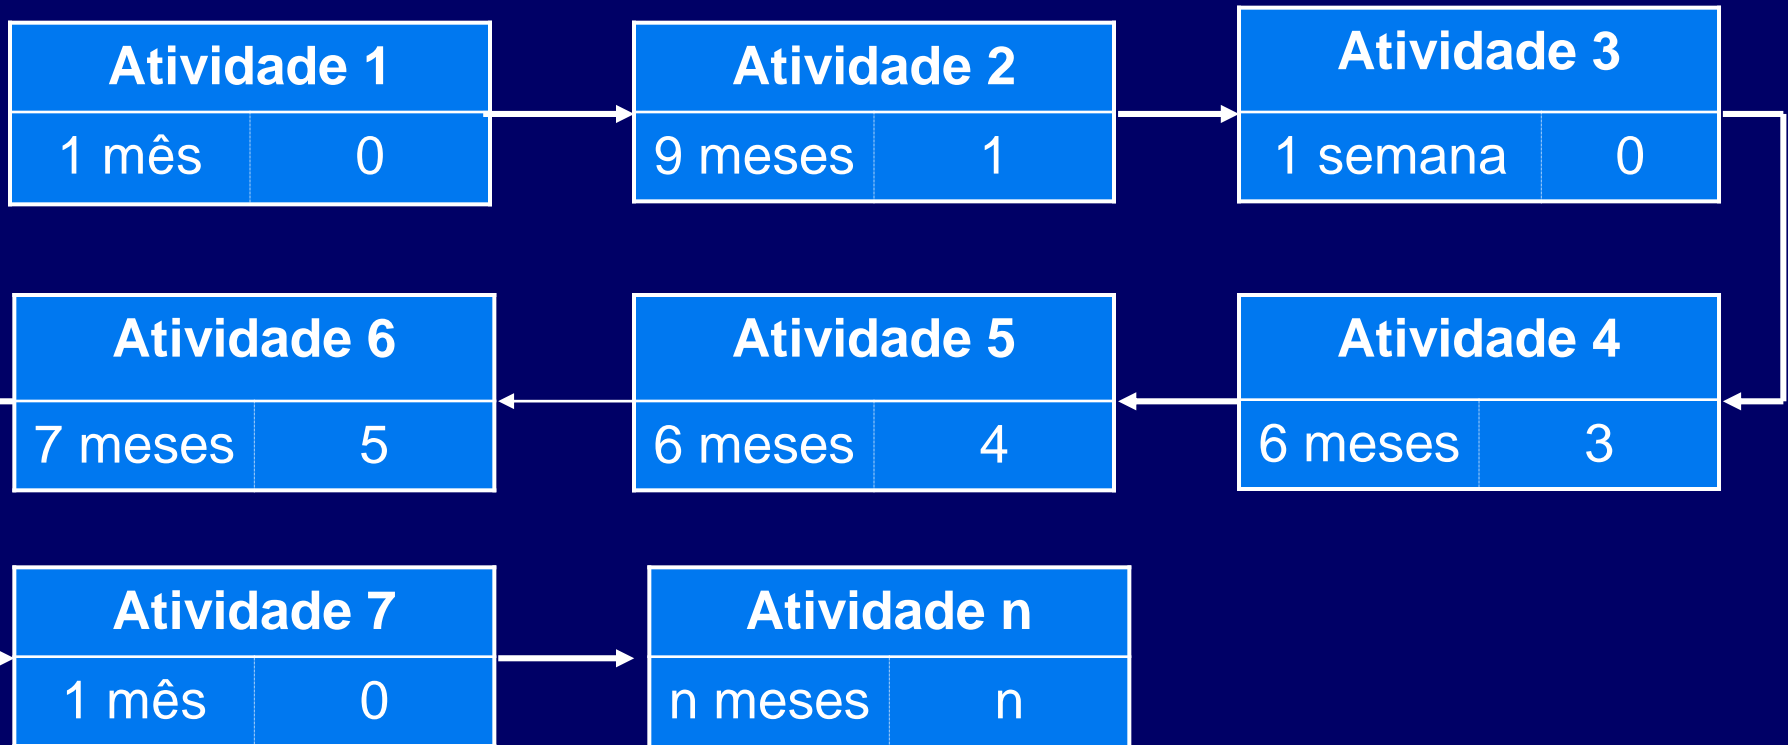 Atividade 1
1 mês 0
Atividade 2
9 meses 1
Atividade 3
1 semana 0
Atividade 4
6 meses 3
Atividade 5
6 meses 4
Atividade 6
7 meses 5
Atividade 7
1 mês 0
Atividade n
n meses n